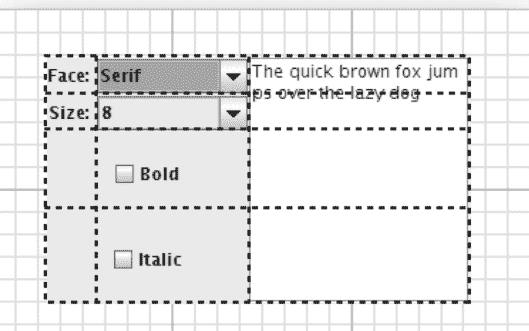 Face: Serif
The quick brown fox jum
ps over the lazy dog
Size: 8
Bold
Italic